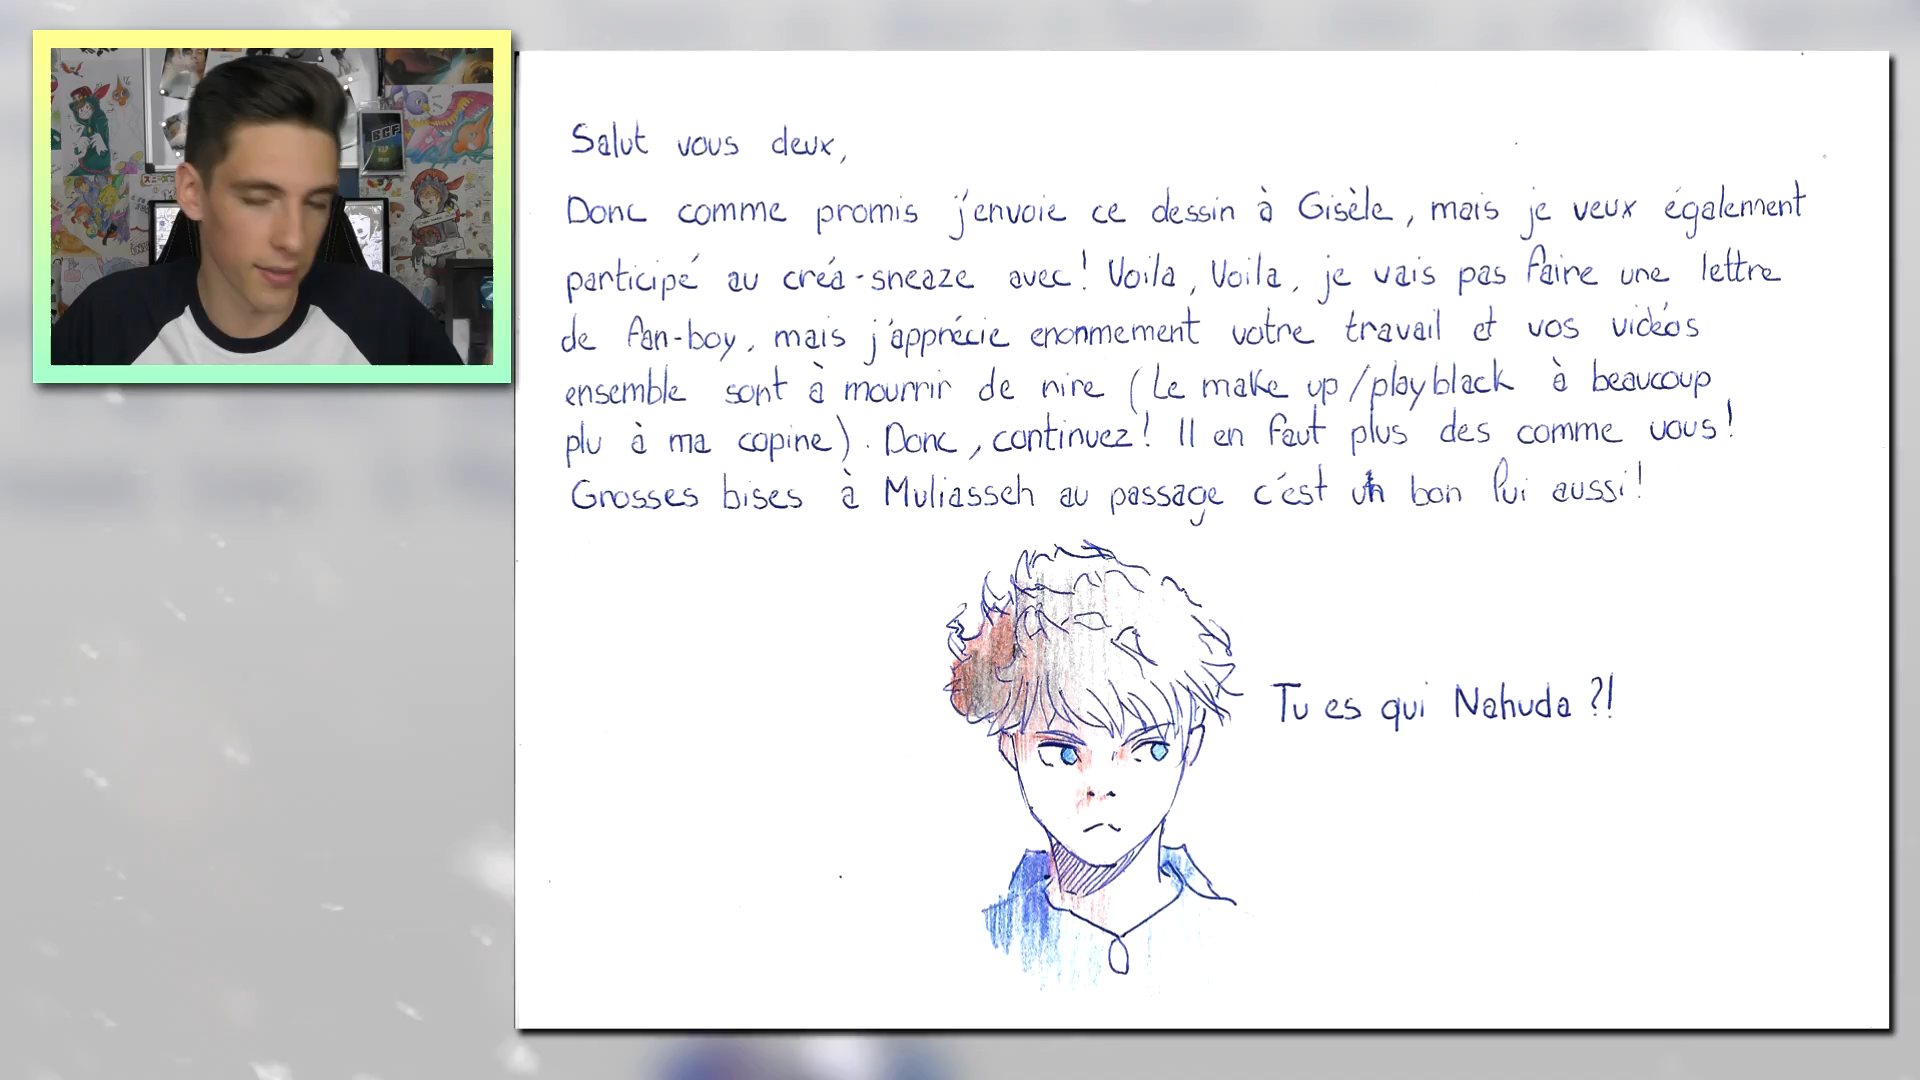 BGF
Salut vous deux,
Donc comme promis j'envoie ce dessin à Gisèle, mais je veux également
participé au créa-sneaze avec! Voila, Voila, je vais pas faire une lettre
de fan-boy, mais j'apprécie enormement votre travail et vos vidéos
ensemble sont à mourrir de rire (Le make up/playblack à beaucoup
plu à ma copine). Donc, continuez! Il en faut plus des comme vous!
Grosses bises à Muliasseh au passage c'est un bon lui aussi!
Tu es qui Nahuda?!